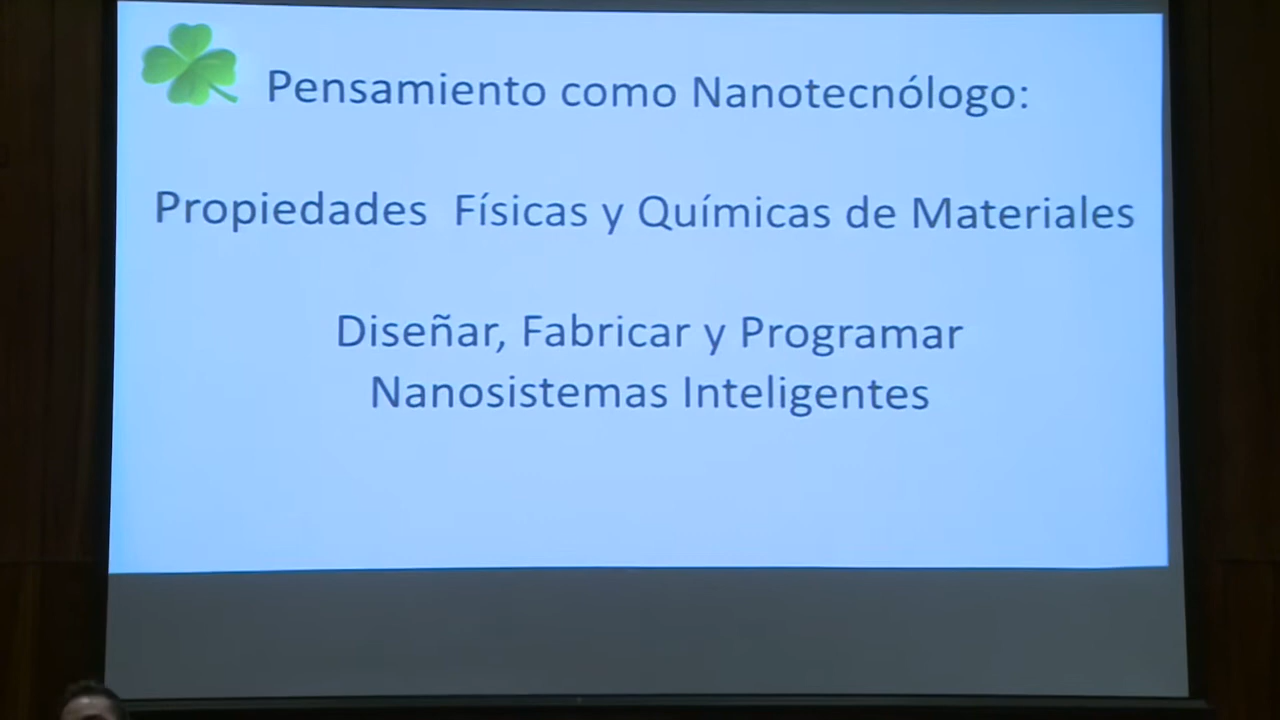 Pensamiento como Nanotecnólogo:
Propiedades Físicas y Químicas de Materiales
Diseñar, Fabricar y Programar
Nanosistemas Inteligentes